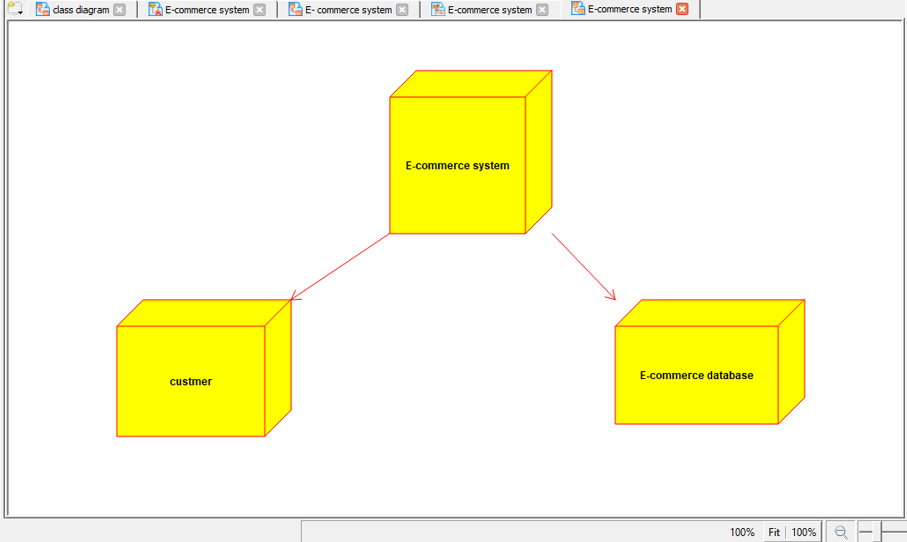 class diagram
E-commerce system
E- commerce system
E-commerce system
E-commerce system
E-commerce system
custmer
E-commerce database
100%
Fit
100%